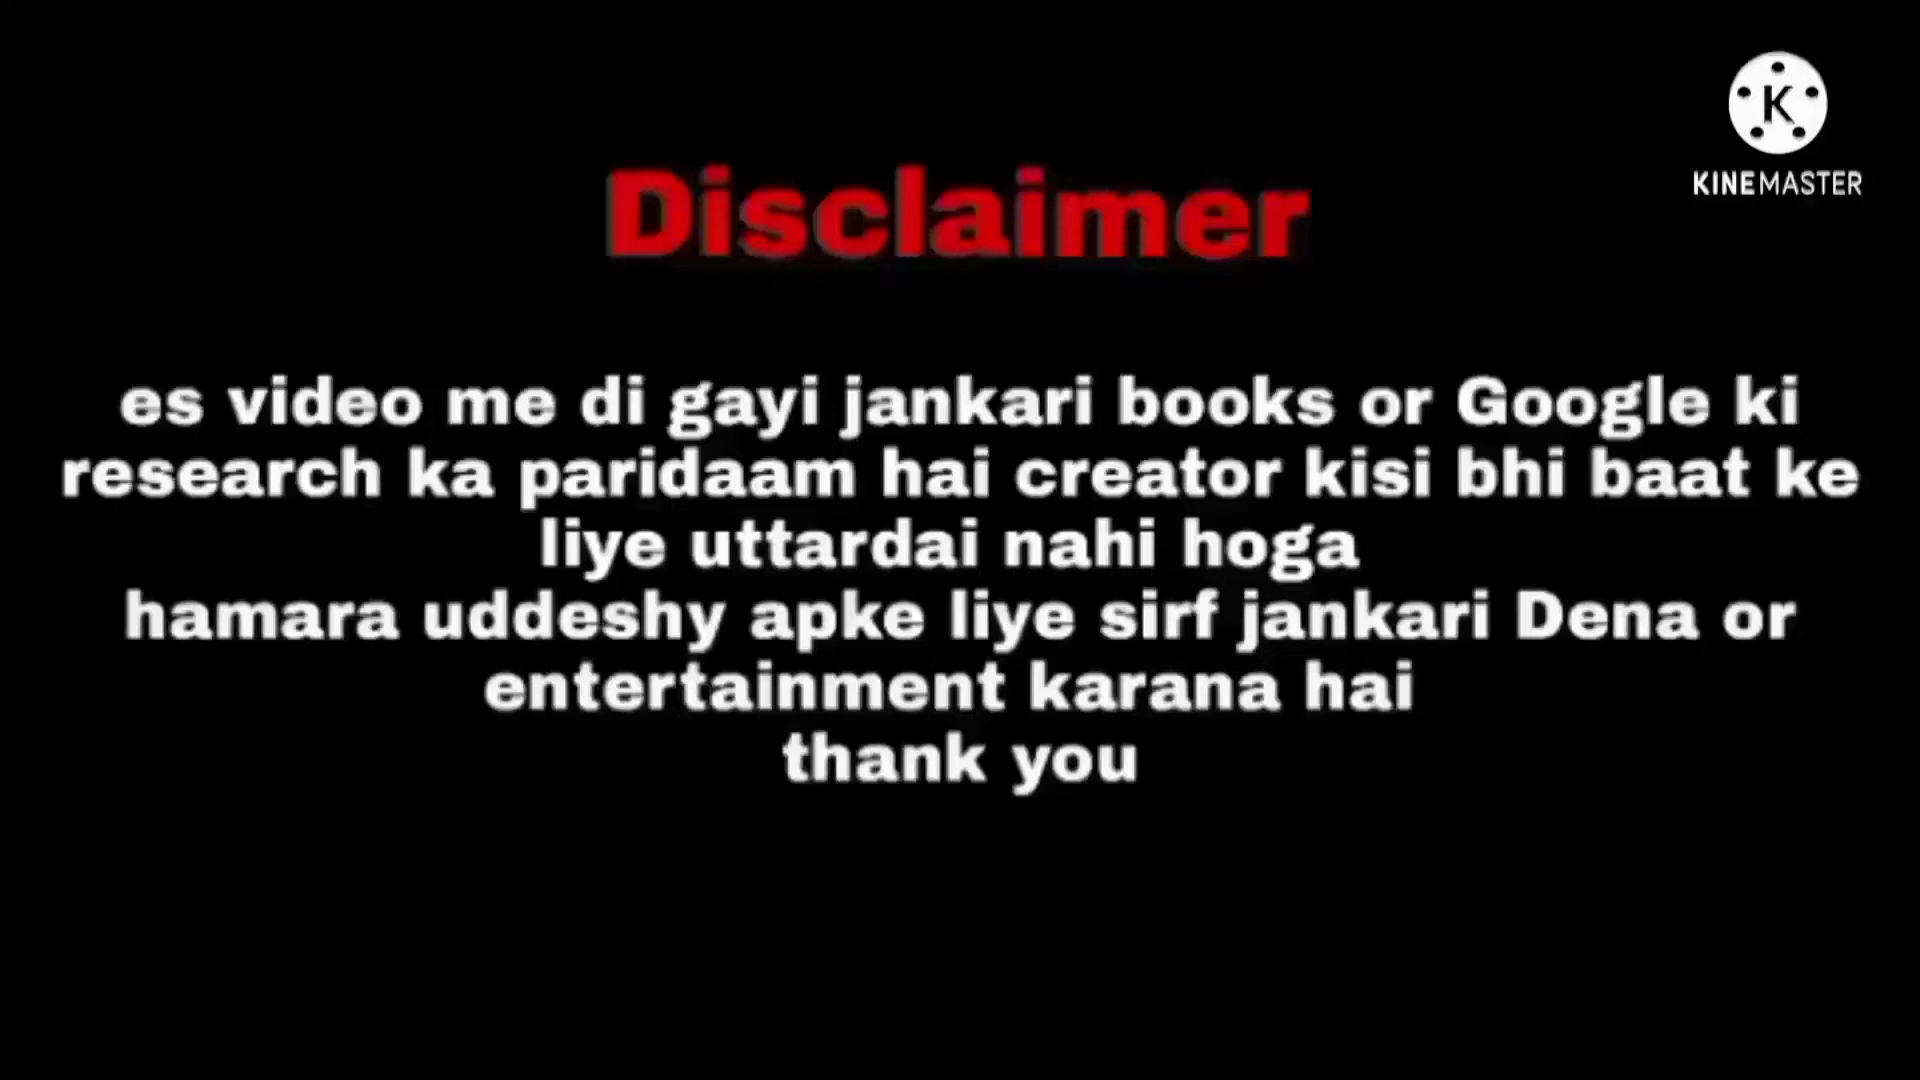 K
KINEMASTER
Disclaimer
es video me di gayi jankari books or Google ki
research ka paridaam hai creator kisi bhi baat ke
liye uttardai nahi hoga
hamara uddeshy apke liye sirf jankari Dena or
entertainment karana hai
thank you